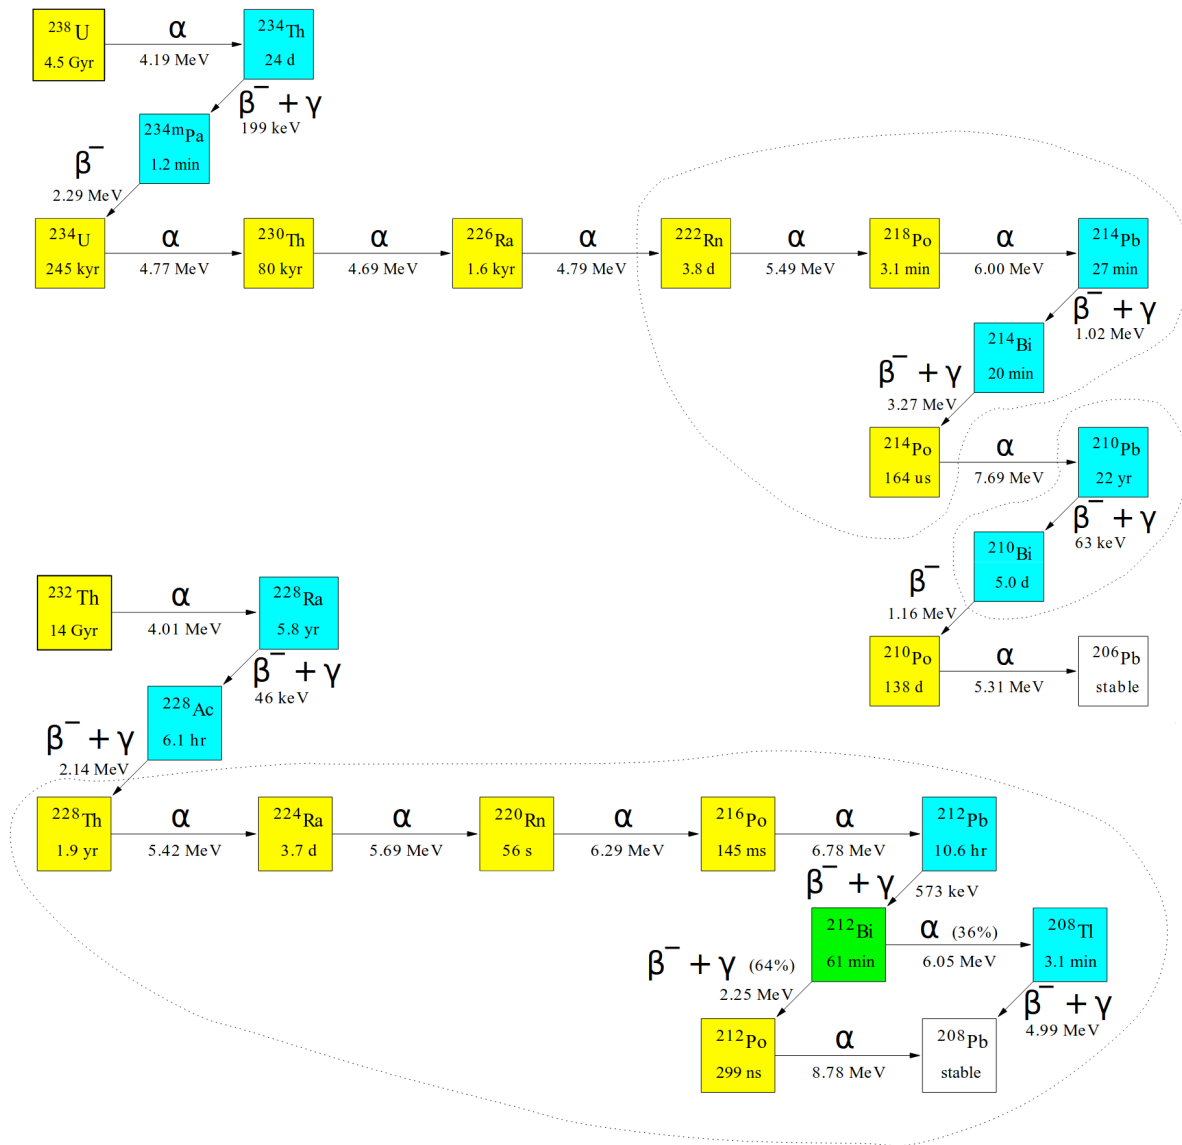 238U α 234Th
4.5 Gyr 4.19 MeV 24 d
β− + γ
199 keV
234mPa
1.2 min
β−
2.29 MeV
234U α 230Th α 226Ra α 222Rn α 218Po α 214Pb
245 kyr 4.77 MeV 80 kyr 4.69 MeV 1.6 kyr 4.79 MeV 3.8 d 5.49 MeV 3.1 min 6.00 MeV 27 min
β− + γ
1.02 MeV
214Bi
20 min
β− + γ
3.27 MeV
214Po α 210Pb
164 us 7.69 MeV 22 yr
β− + γ
63 keV
210Bi
5.0 d
β−
1.16 MeV
210Po α 206Pb
138 d 5.31 MeV stable
232Th α 228Ra
14 Gyr 4.01 MeV 5.8 yr
β− + γ
46 keV
228Ac
6.1 hr
β− + γ
2.14 MeV
228Th α 224Ra α 220Rn α 216Po α 212Pb
1.9 yr 5.42 MeV 3.7 d 5.69 MeV 56 s 6.29 MeV 145 ms 6.78 MeV 10.6 hr
β− + γ
573 keV
212Bi α (36%) 208Tl
61 min 6.05 MeV 3.1 min
β− + γ (64%)
2.25 MeV
β− + γ
4.99 MeV
212Po α 208Pb
299 ns 8.78 MeV stable